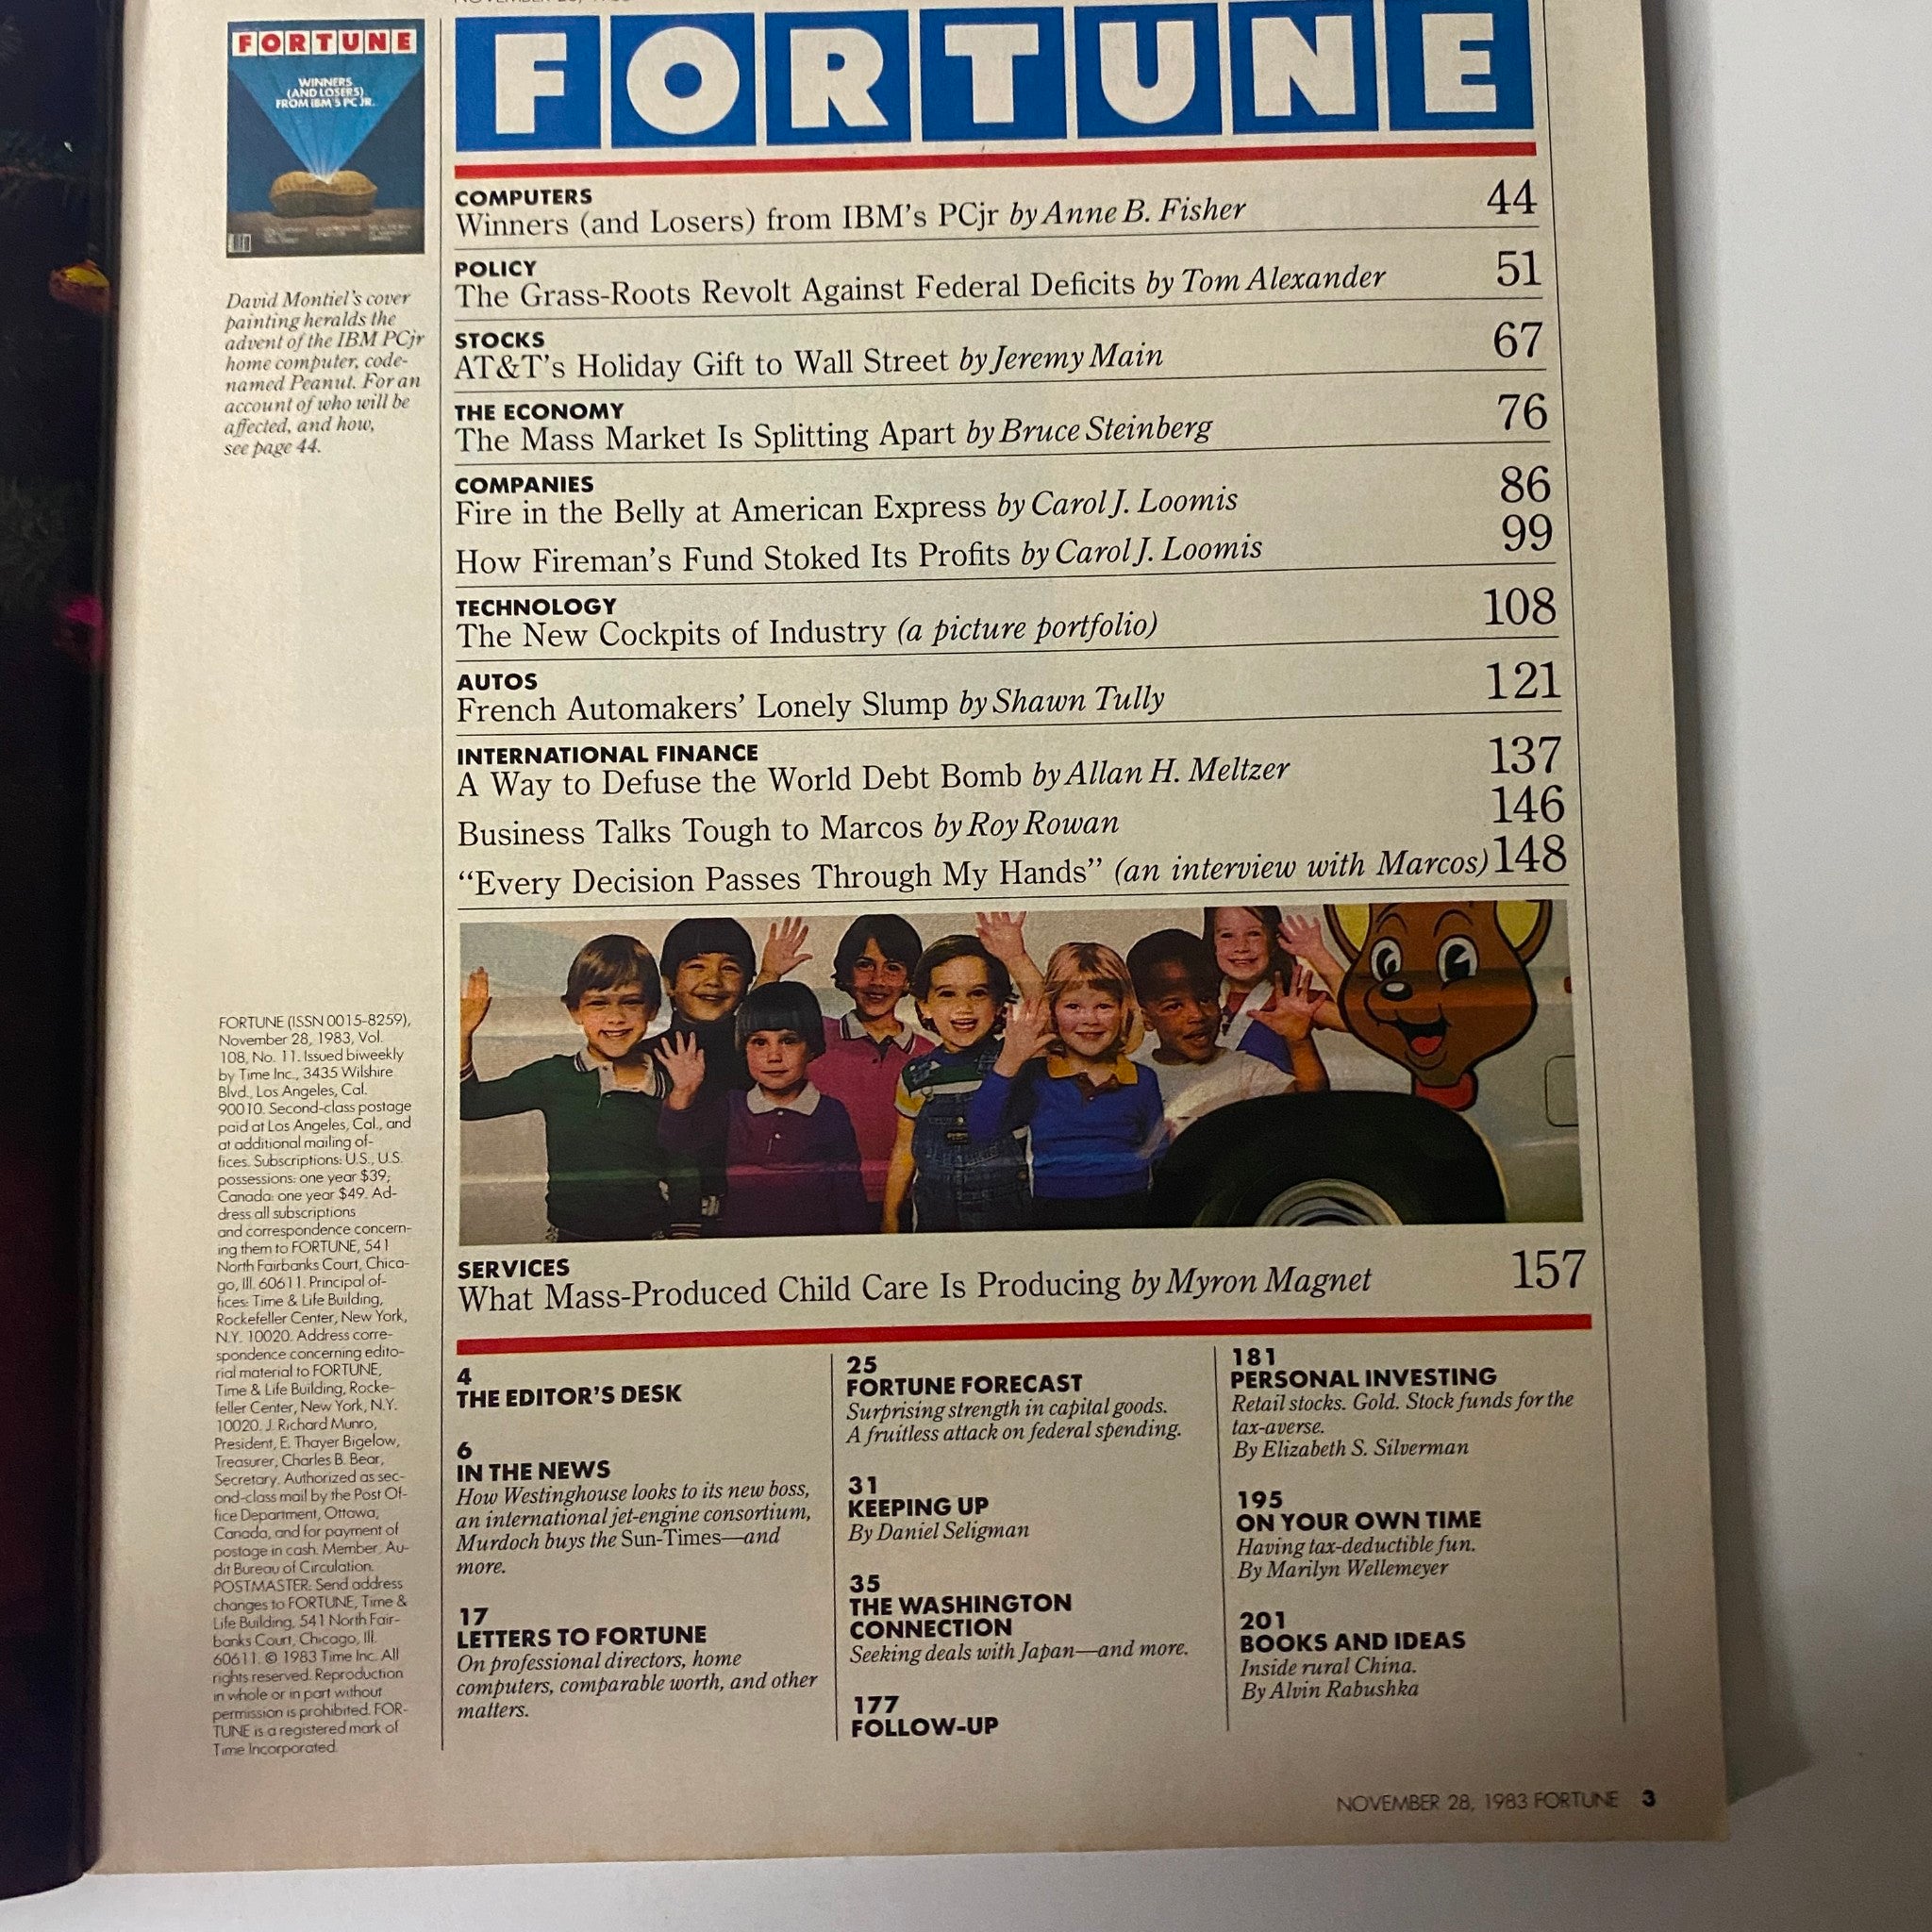 FORTUNE
WINNERS
(AND LOSERS)
FROM IBM'S PC JR.
David Montiel's cover
painting heralds the
advent of the IBM PCjr
home computer, code-
named Peanut. For an
account of who will be
affected, and how,
see page 44.
FORTUNE (ISSN 0015-8259),
November 28, 1983, Vol.
108, No. 11. Issued biweekly
by Time Inc., 3435 Wilshire
Blvd., Los Angeles, Cal.
90010. Second-class postage
paid at Los Angeles, Cal., and
at additional mailing of-
fices. Subscriptions: U.S., U.S.
possessions: one year $39;
Canada: one year $49. Ad-
dress all subscriptions
and correspondence concern-
ing them to FORTUNE, 541
North Fairbanks Court, Chica-
go, Ill. 60611. Principal of-
fices: Time & Life Building,
Rockefeller Center, New York,
N.Y. 10020. Address corre-
spondence concerning edito-
rial material to FORTUNE,
Time & Life Building, Rocke-
feller Center, New York, N.Y.
10020. J. Richard Munro,
President, E. Thayer Bigelow,
Treasurer, Charles B. Bear,
Secretary. Authorized as sec-
ond-class mail by the Post Of-
fice Department, Ottawa,
Canada, and for payment of
postage in cash. Member, Au-
dit Bureau of Circulation.
POSTMASTER: Send address
changes to FORTUNE, Time &
Life Building, 541 North Fair-
banks Court, Chicago, Ill.
60611. © 1983 Time Inc. All
rights reserved. Reproduction
in whole or in part without
permission is prohibited. FOR-
TUNE is a registered mark of
Time Incorporated.
FORTUNE
COMPUTERS
Winners (and Losers) from IBM's PCjr by Anne B. Fisher 44
POLICY
The Grass-Roots Revolt Against Federal Deficits by Tom Alexander 51
STOCKS
AT&T's Holiday Gift to Wall Street by Jeremy Main 67
THE ECONOMY
The Mass Market Is Splitting Apart by Bruce Steinberg 76
COMPANIES
Fire in the Belly at American Express by Carol J. Loomis 86
How Fireman's Fund Stoked Its Profits by Carol J. Loomis 99
TECHNOLOGY
The New Cockpits of Industry (a picture portfolio) 108
AUTOS
French Automakers' Lonely Slump by Shawn Tully 121
INTERNATIONAL FINANCE
A Way to Defuse the World Debt Bomb by Allan H. Meltzer 137
Business Talks Tough to Marcos by Roy Rowan 146
“Every Decision Passes Through My Hands” (an interview with Marcos) 148
SERVICES
What Mass-Produced Child Care Is Producing by Myron Magnet 157
4
THE EDITOR'S DESK
6
IN THE NEWS
How Westinghouse looks to its new boss,
an international jet-engine consortium,
Murdoch buys the Sun-Times—and
more.
17
LETTERS TO FORTUNE
On professional directors, home
computers, comparable worth, and other
matters.
25
FORTUNE FORECAST
Surprising strength in capital goods.
A fruitless attack on federal spending.
31
KEEPING UP
By Daniel Seligman
35
THE WASHINGTON
CONNECTION
Seeking deals with Japan—and more.
177
FOLLOW-UP
181
PERSONAL INVESTING
Retail stocks. Gold. Stock funds for the
tax-averse.
By Elizabeth S. Silverman
195
ON YOUR OWN TIME
Having tax-deductible fun.
By Marilyn Wellemeyer
201
BOOKS AND IDEAS
Inside rural China.
By Alvin Rabushka
NOVEMBER 28, 1983 FORTUNE 3